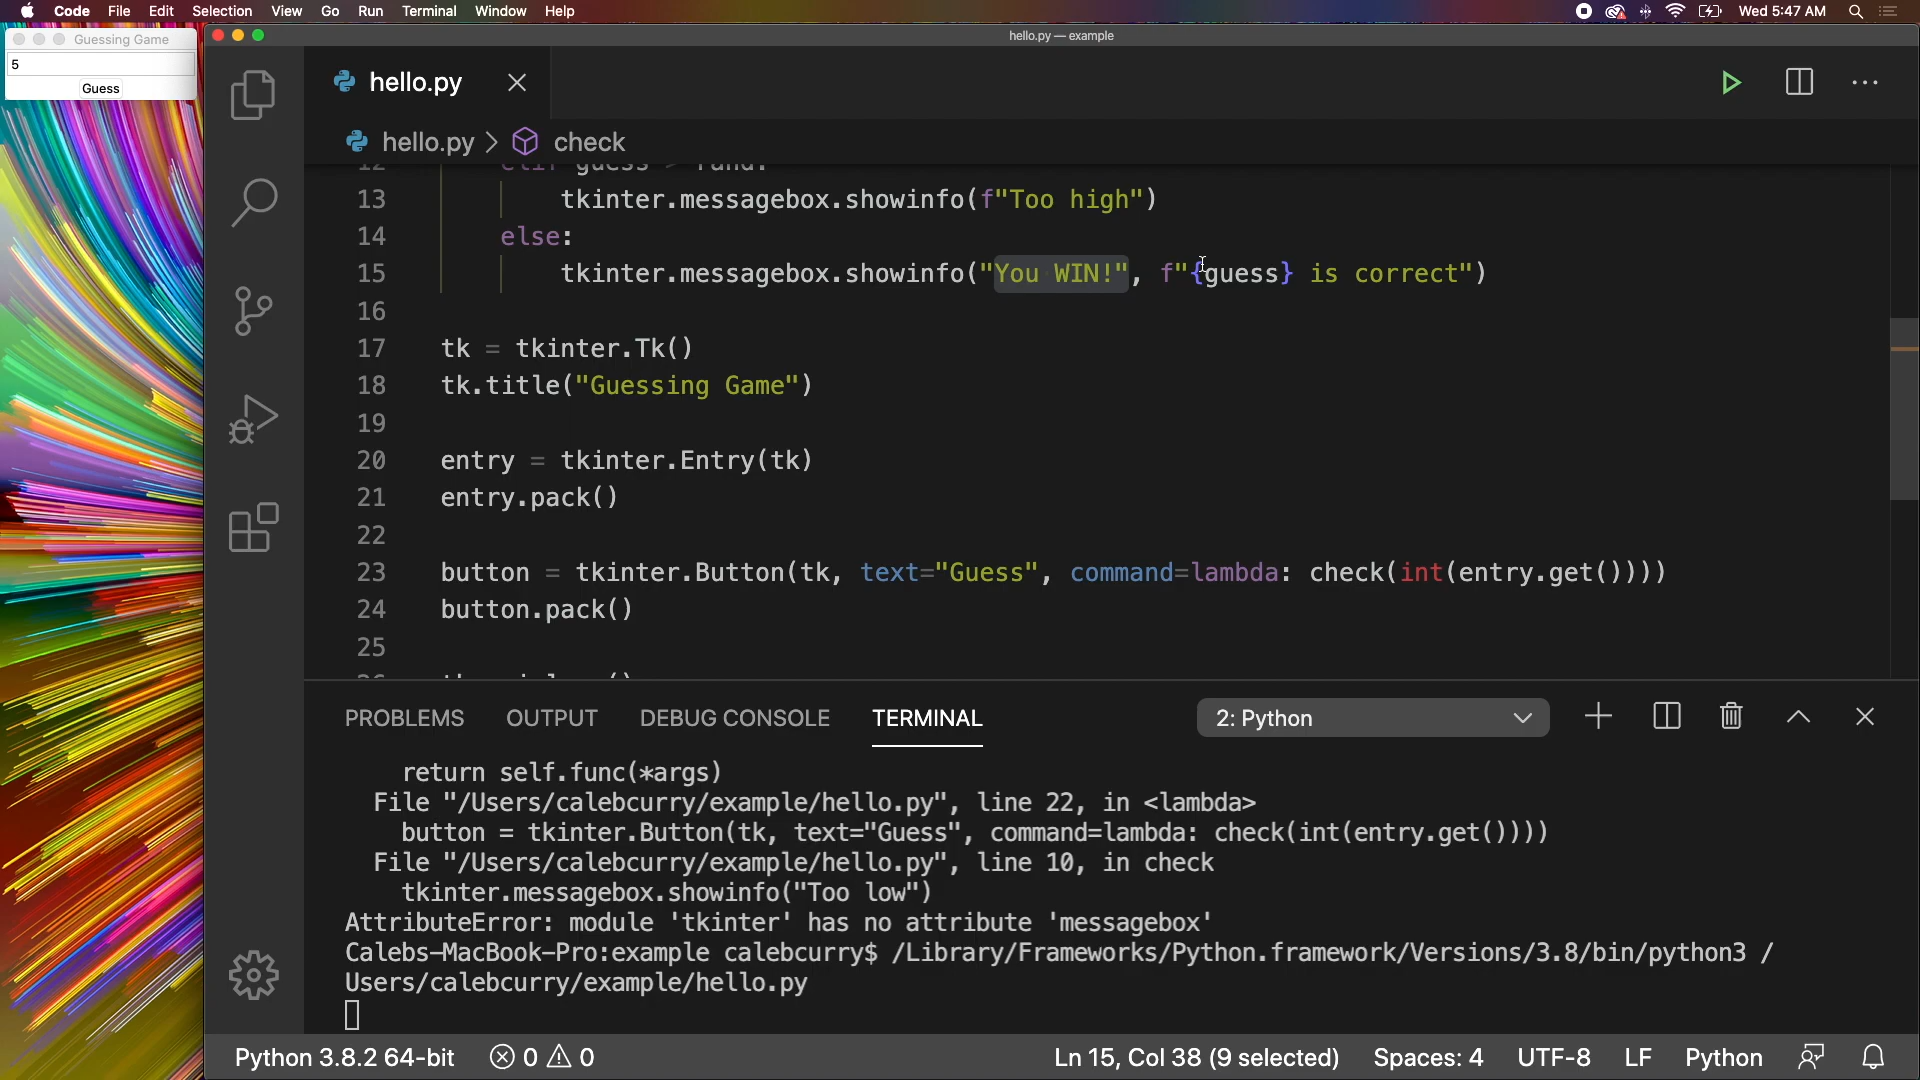 Code File Edit Selection View Go Run Terminal Window Help Wed 5:47 AM
Guessing Game
5
Guess
hello.py — example
hello.py
hello.py > check
13 tkinter.messagebox.showinfo(f"Too high")
14 else:
15 tkinter.messagebox.showinfo("You WIN!", f"{guess} is correct")
16
17 tk = tkinter.Tk()
18 tk.title("Guessing Game")
19
20 entry = tkinter.Entry(tk)
21 entry.pack()
22
23 button = tkinter.Button(tk, text="Guess", command=lambda: check(int(entry.get())))
24 button.pack()
25
PROBLEMS OUTPUT DEBUG CONSOLE TERMINAL 2: Python
return self.func(*args)
File "/Users/calebcurry/example/hello.py", line 22, in <lambda>
button = tkinter.Button(tk, text="Guess", command=lambda: check(int(entry.get())))
File "/Users/calebcurry/example/hello.py", line 10, in check
tkinter.messagebox.showinfo("Too low")
AttributeError: module 'tkinter' has no attribute 'messagebox'
Calebs-MacBook-Pro:example calebcurry$ /Library/Frameworks/Python.framework/Versions/3.8/bin/python3 /
Users/calebcurry/example/hello.py
Python 3.8.2 64-bit 0 0 Ln 15, Col 38 (9 selected) Spaces: 4 UTF-8 LF Python